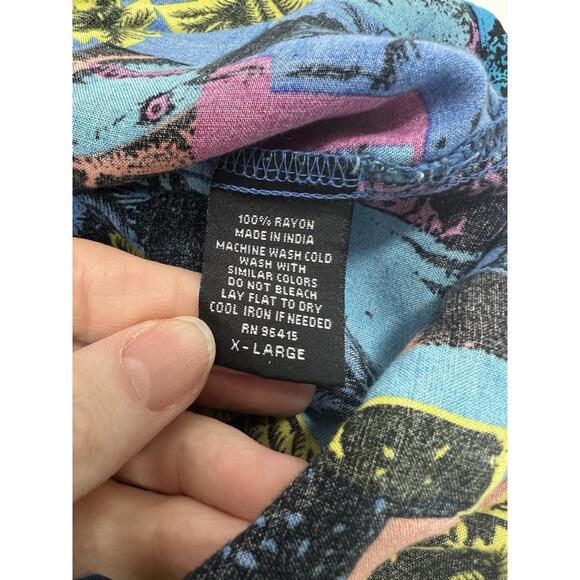 100% RAYON
MADE IN INDIA
MACHINE WASH COLD
WASH WITH
SIMILAR COLORS
DO NOT BLEACH
LAY FLAT TO DRY
COOL IRON IF NEEDED
RN 96415
X-LARGE